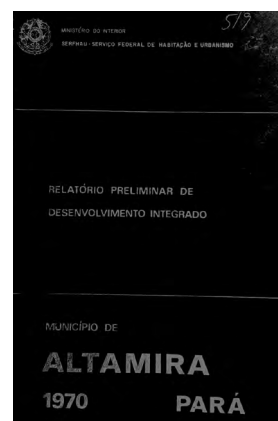 519
MINISTÉRIO DO INTERIOR
SERFHAU - SERVIÇO FEDERAL DE HABITAÇÃO E URBANISMO
RELATÓRIO PRELIMINAR DE
DESENVOLVIMENTO INTEGRADO
MUNICÍPIO DE
ALTAMIRA
1970 PARÁ